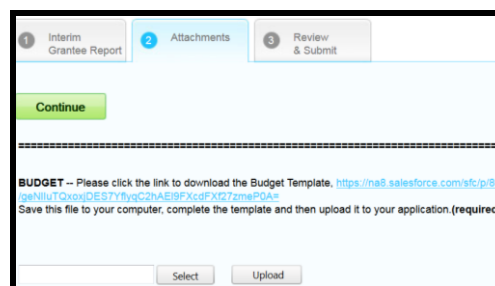 1 Interim Grantee Report
2 Attachments
3 Review & Submit
Continue
BUDGET -- Please click the link to download the Budget Template, https://na8.salesforce.com/sfc/p/8
Save this file to your computer, complete the template and then upload it to your application.(required
Select Upload